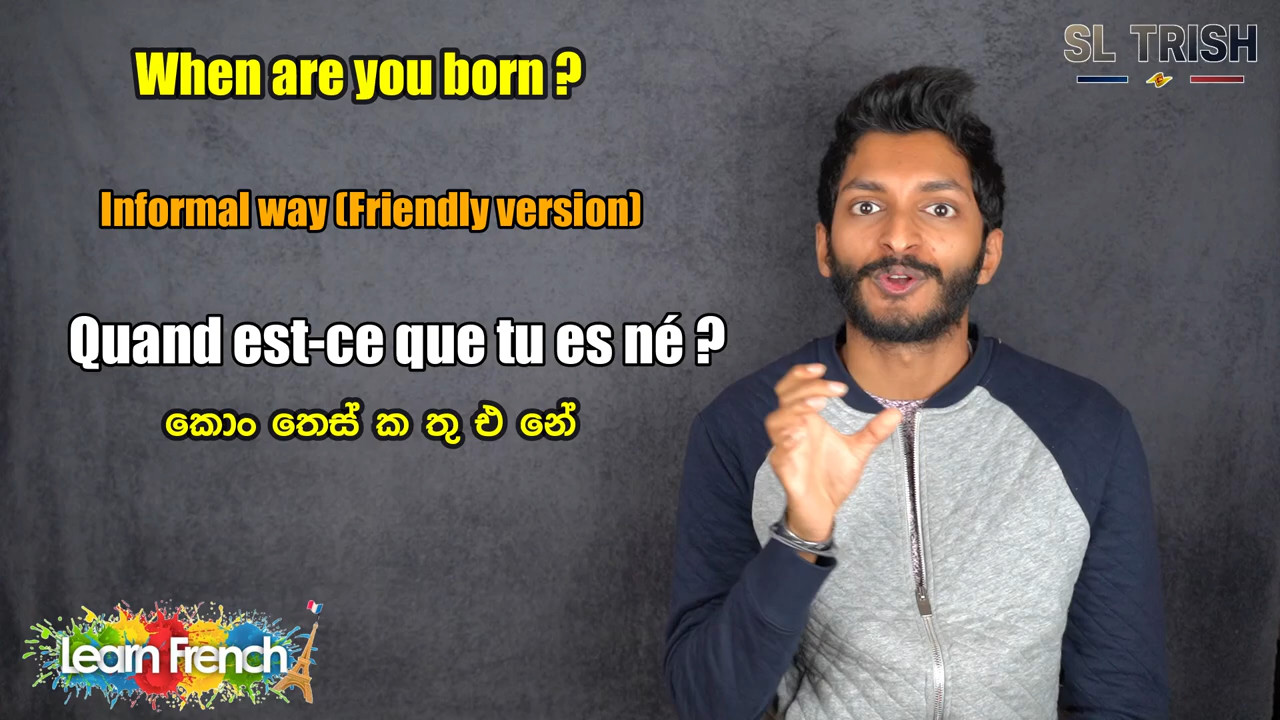 When are you born ?
SL TRISH
Informal way (Friendly version)
Quand est-ce que tu es né ?
කොං තෙස් ක තු එ නේ
Learn French